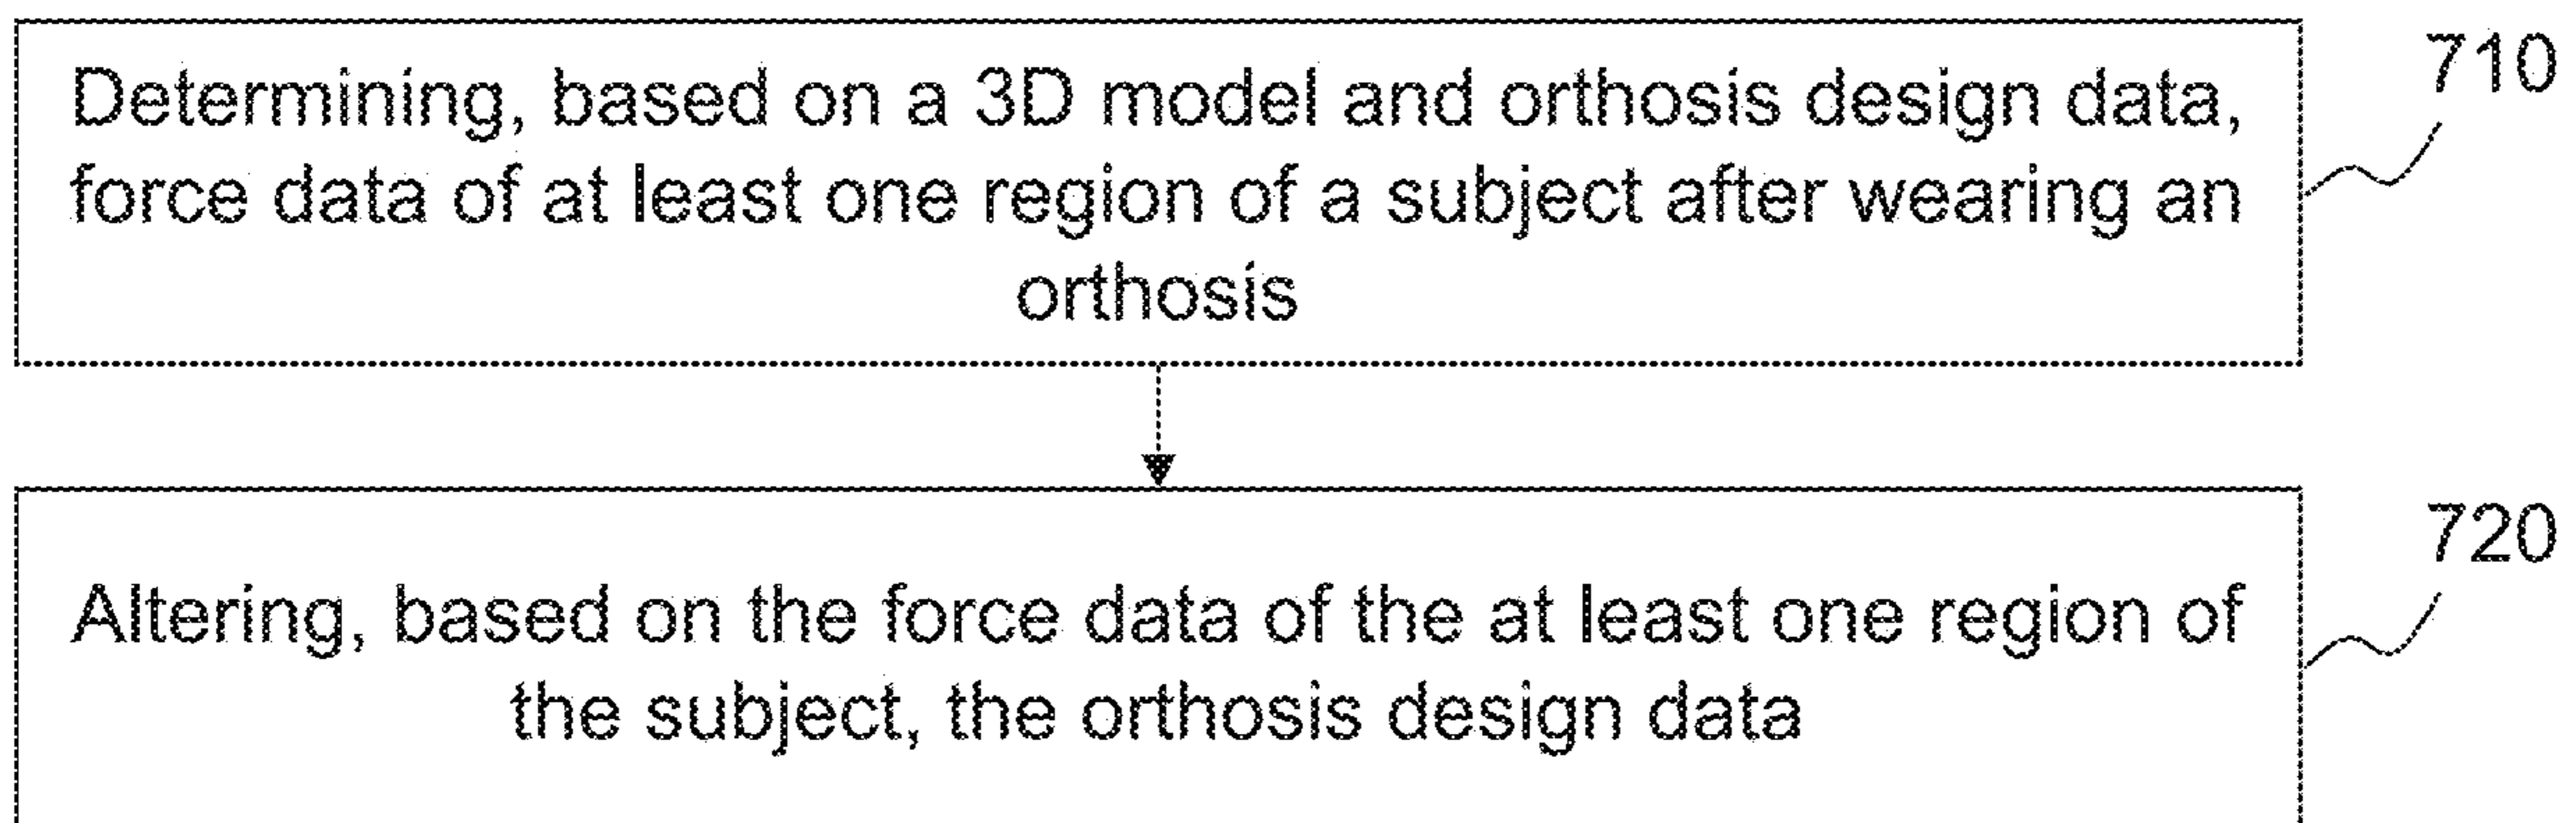 Determining, based on a 3D model and orthosis design data,
force data of at least one region of a subject after wearing an
orthosis
710
Altering, based on the force data of the at least one region of
the subject, the orthosis design data
720